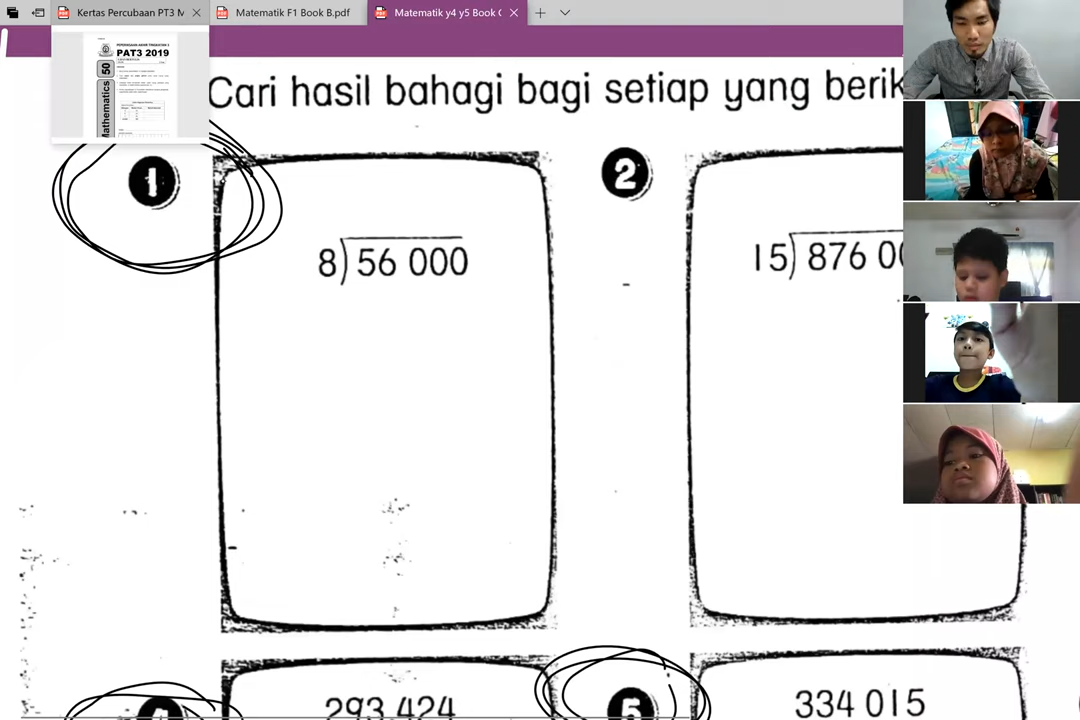 Kertas Percubaan PT3 M
Matematik F1 Book B.pdf
Matematik y4 y5 Book C
PAT3 2019
Mathematics
50
Cari hasil bahagi bagi setiap yang berik
1
8) 56 000
2
15) 876 00
293 424
5
334 015